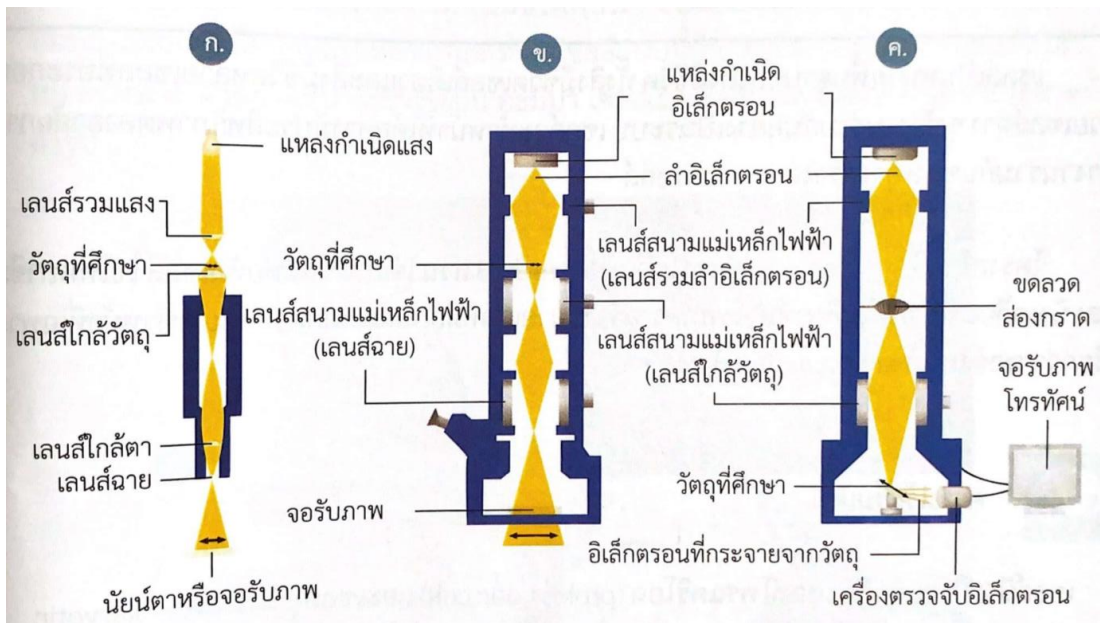 ก.
แหล่งกำเนิดแสง
เลนส์รวมแสง
วัตถุที่ศึกษา
เลนส์ใกล้วัตถุ
เลนส์ใกล้ตา
เลนส์ฉาย
นัยน์ตาหรือจอรับภาพ
ข.
แหล่งกำเนิด
อิเล็กตรอน
ลำอิเล็กตรอน
เลนส์สนามแม่เหล็กไฟฟ้า
(เลนส์รวมลำอิเล็กตรอน)
วัตถุที่ศึกษา
เลนส์สนามแม่เหล็กไฟฟ้า
(เลนส์ฉาย)
เลนส์สนามแม่เหล็กไฟฟ้า
(เลนส์ใกล้วัตถุ)
จอรับภาพ
ค.
ขดลวด
ส่องกราด
จอรับภาพ
โทรทัศน์
วัตถุที่ศึกษา
อิเล็กตรอนที่กระจายจากวัตถุ
เครื่องตรวจจับอิเล็กตรอน